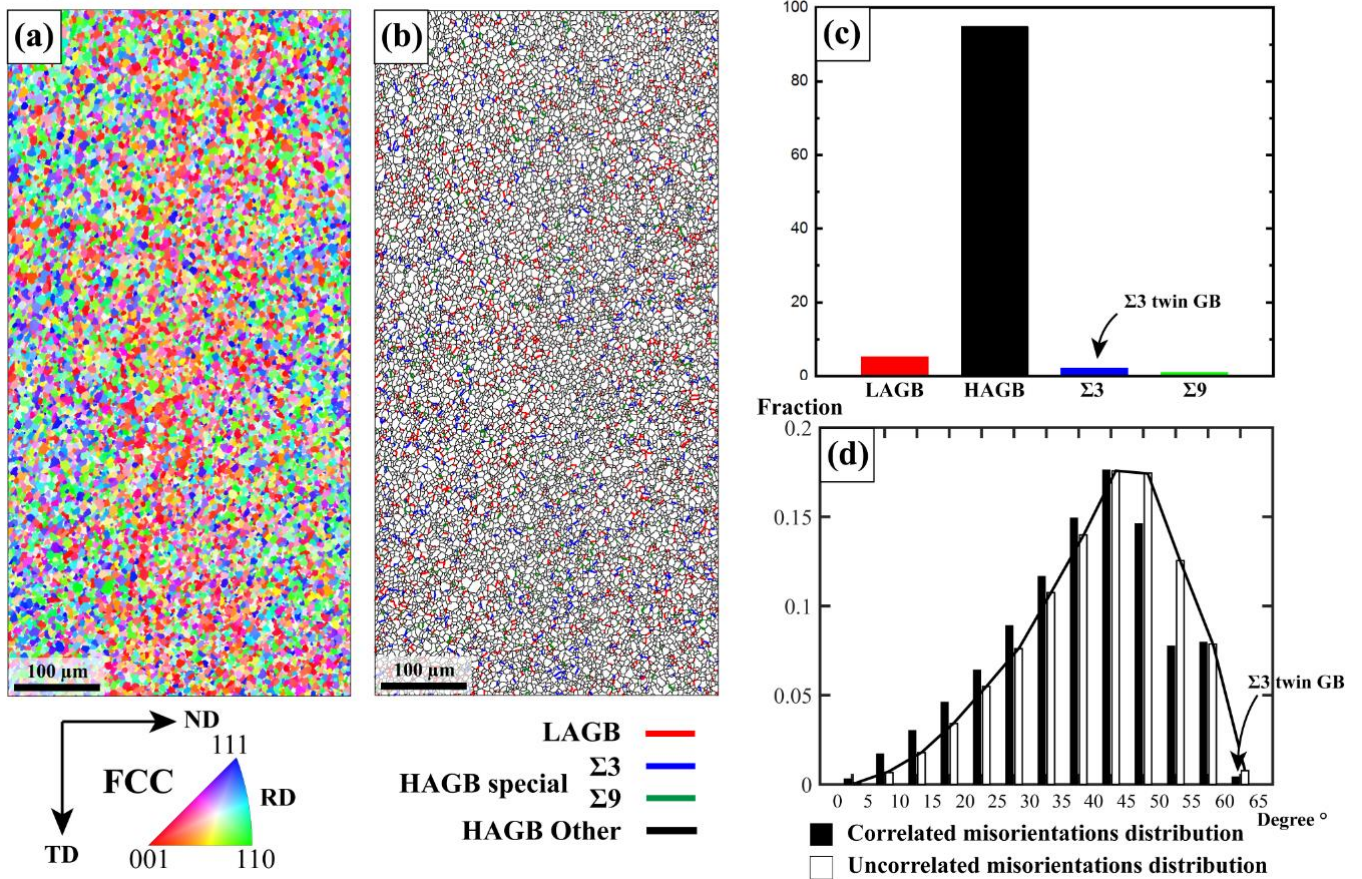 (a)
100 µm
ND
TD
FCC
111
RD
001
110
(b)
100 µm
LAGB
HAGB special
Σ3
Σ9
HAGB Other
(c)
100
80
60
40
20
0
Σ3 twin GB
LAGB
HAGB
Σ3
Σ9
Fraction
(d)
0.2
0.15
0.1
0.05
0
Σ3 twin GB
0 5 10 15 20 25 30 35 40 45 50 55 60 65
Degree °
Correlated misorientations distribution
Uncorrelated misorientations distribution